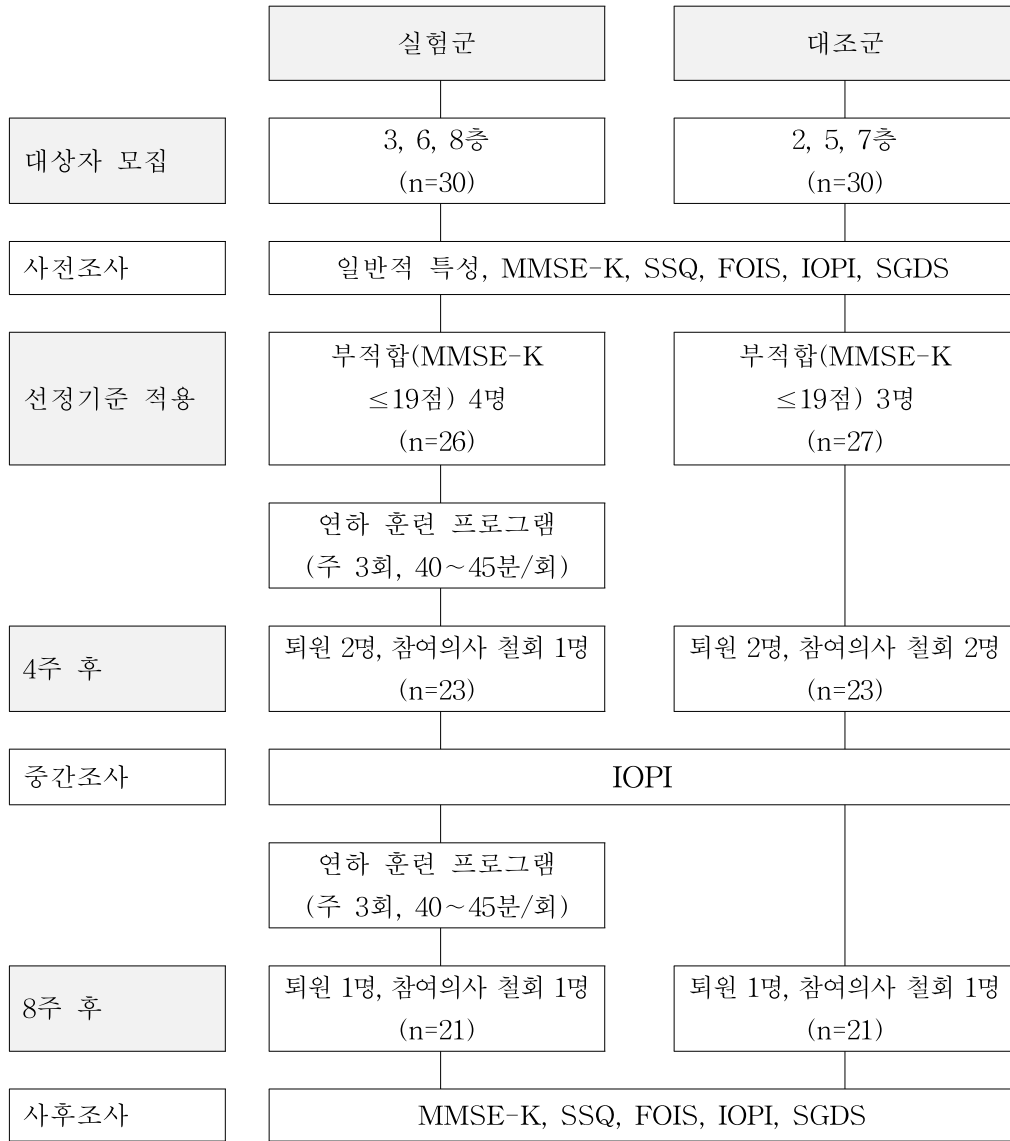 실험군
대조군
대상자 모집
3, 6, 8층
(n=30)
2, 5, 7층
(n=30)
사전조사
일반적 특성, MMSE-K, SSQ, FOIS, IOPI, SGDS
선정기준 적용
부적합(MMSE-K
≤19점) 4명
(n=26)
부적합(MMSE-K
≤19점) 3명
(n=27)
연하 훈련 프로그램
(주 3회, 40~45분/회)
4주 후
퇴원 2명, 참여의사 철회 1명
(n=23)
퇴원 2명, 참여의사 철회 2명
(n=23)
중간조사
IOPI
연하 훈련 프로그램
(주 3회, 40~45분/회)
8주 후
퇴원 1명, 참여의사 철회 1명
(n=21)
퇴원 1명, 참여의사 철회 1명
(n=21)
사후조사
MMSE-K, SSQ, FOIS, IOPI, SGDS